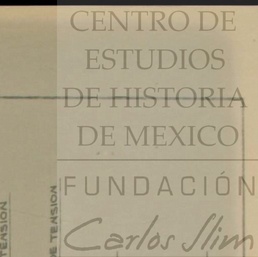 CENTRO DE
ESTUDIOS
DE HISTORIA
DE MEXICO
FUNDACIÓN
Carlos Slim
TENSION
DE TENSION